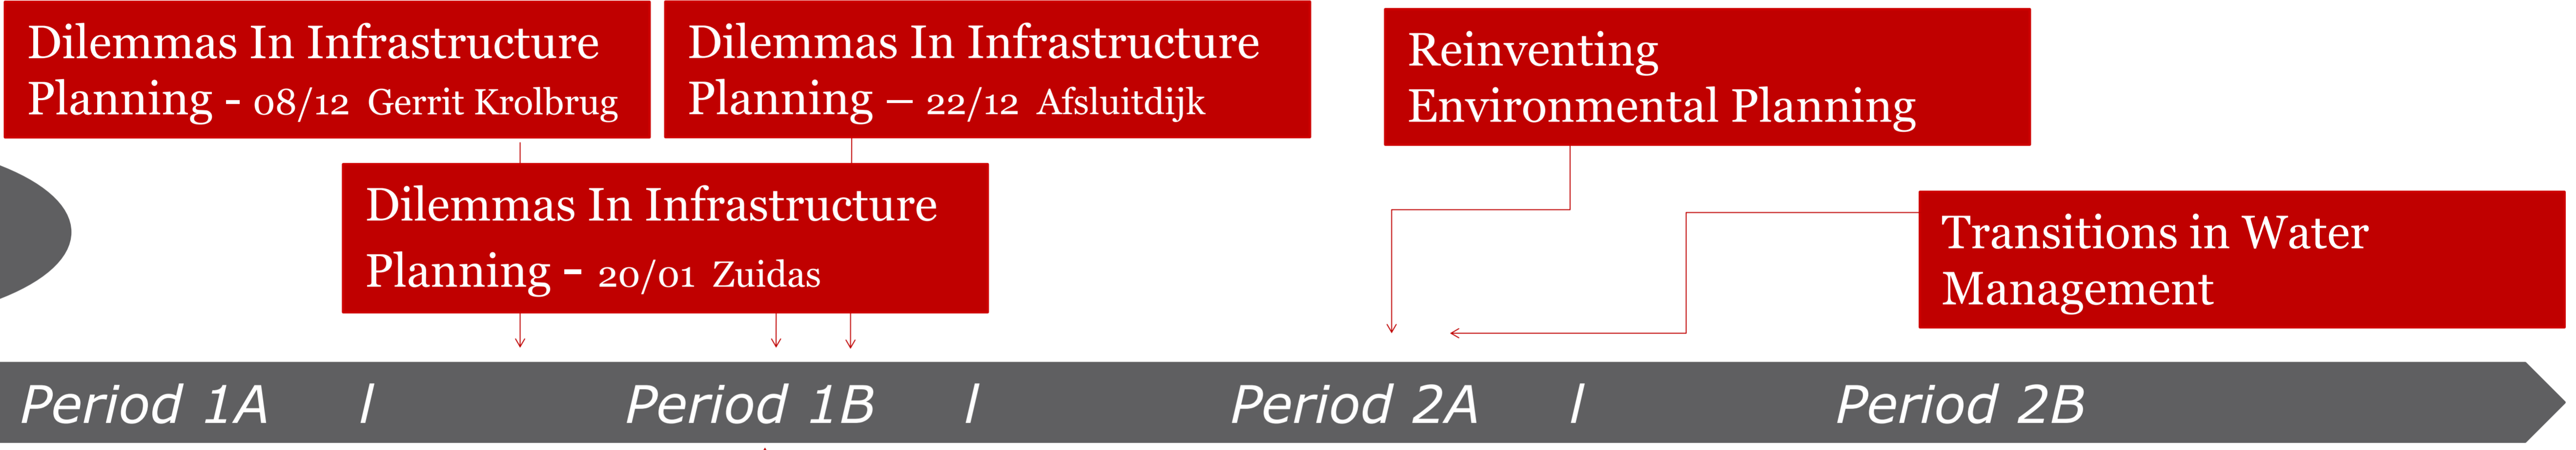 Dilemmas In Infrastructure
Planning - 08/12 Gerrit Krolbrug
Dilemmas In Infrastructure
Planning – 22/12 Afsluitdijk
Reinventing
Environmental Planning
Dilemmas In Infrastructure
Planning - 20/01 Zuidas
Transitions in Water
Management
Period 1A l Period 1B l Period 2A l Period 2B